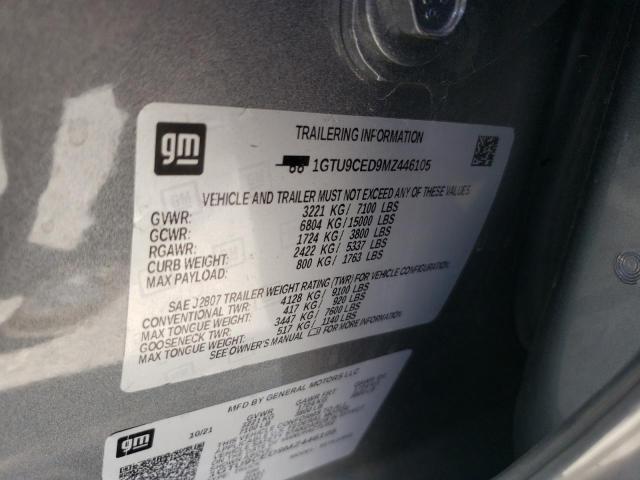 gm
TRAILERING INFORMATION
1GTU9CED9MZ446105
VEHICLE AND TRAILER MUST NOT EXCEED ANY OF THESE VALUES
GVWR: 3221 KG / 7100 LBS
GCWR: 6804 KG / 15000 LBS
RGAWR: 1724 KG / 3800 LBS
CURB WEIGHT: 2422 KG / 5337 LBS
MAX PAYLOAD: 800 KG / 1763 LBS
SAE J2807 TRAILER WEIGHT RATING (TWR) FOR VEHICLE CONFIGURATION.
CONVENTIONAL TWR: 4128 KG / 9100 LBS
MAX TONGUE WEIGHT: 417 KG / 920 LBS
GOOSENECK TWR: 3447 KG / 7600 LBS
MAX TONGUE WEIGHT: 517 KG / 1140 LBS
SEE OWNER'S MANUAL FOR MORE INFORMATION.
gm
MFD BY GENERAL MOTORS LLC
10/21 GVWR GAWR FRT
3221 KG